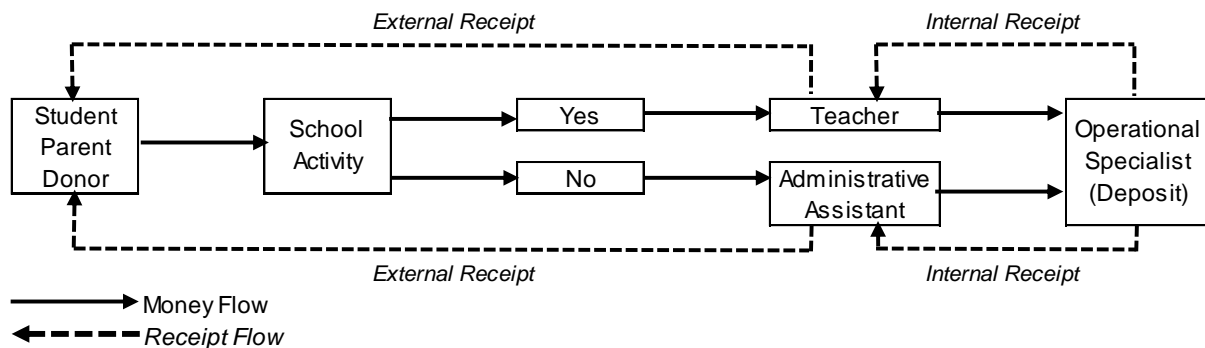 External Receipt
Internal Receipt
Student
Parent
Donor
School
Activity
Yes
No
Teacher
Administrative
Assistant
Operational
Specialist
(Deposit)
External Receipt
Internal Receipt
Money Flow
Receipt Flow